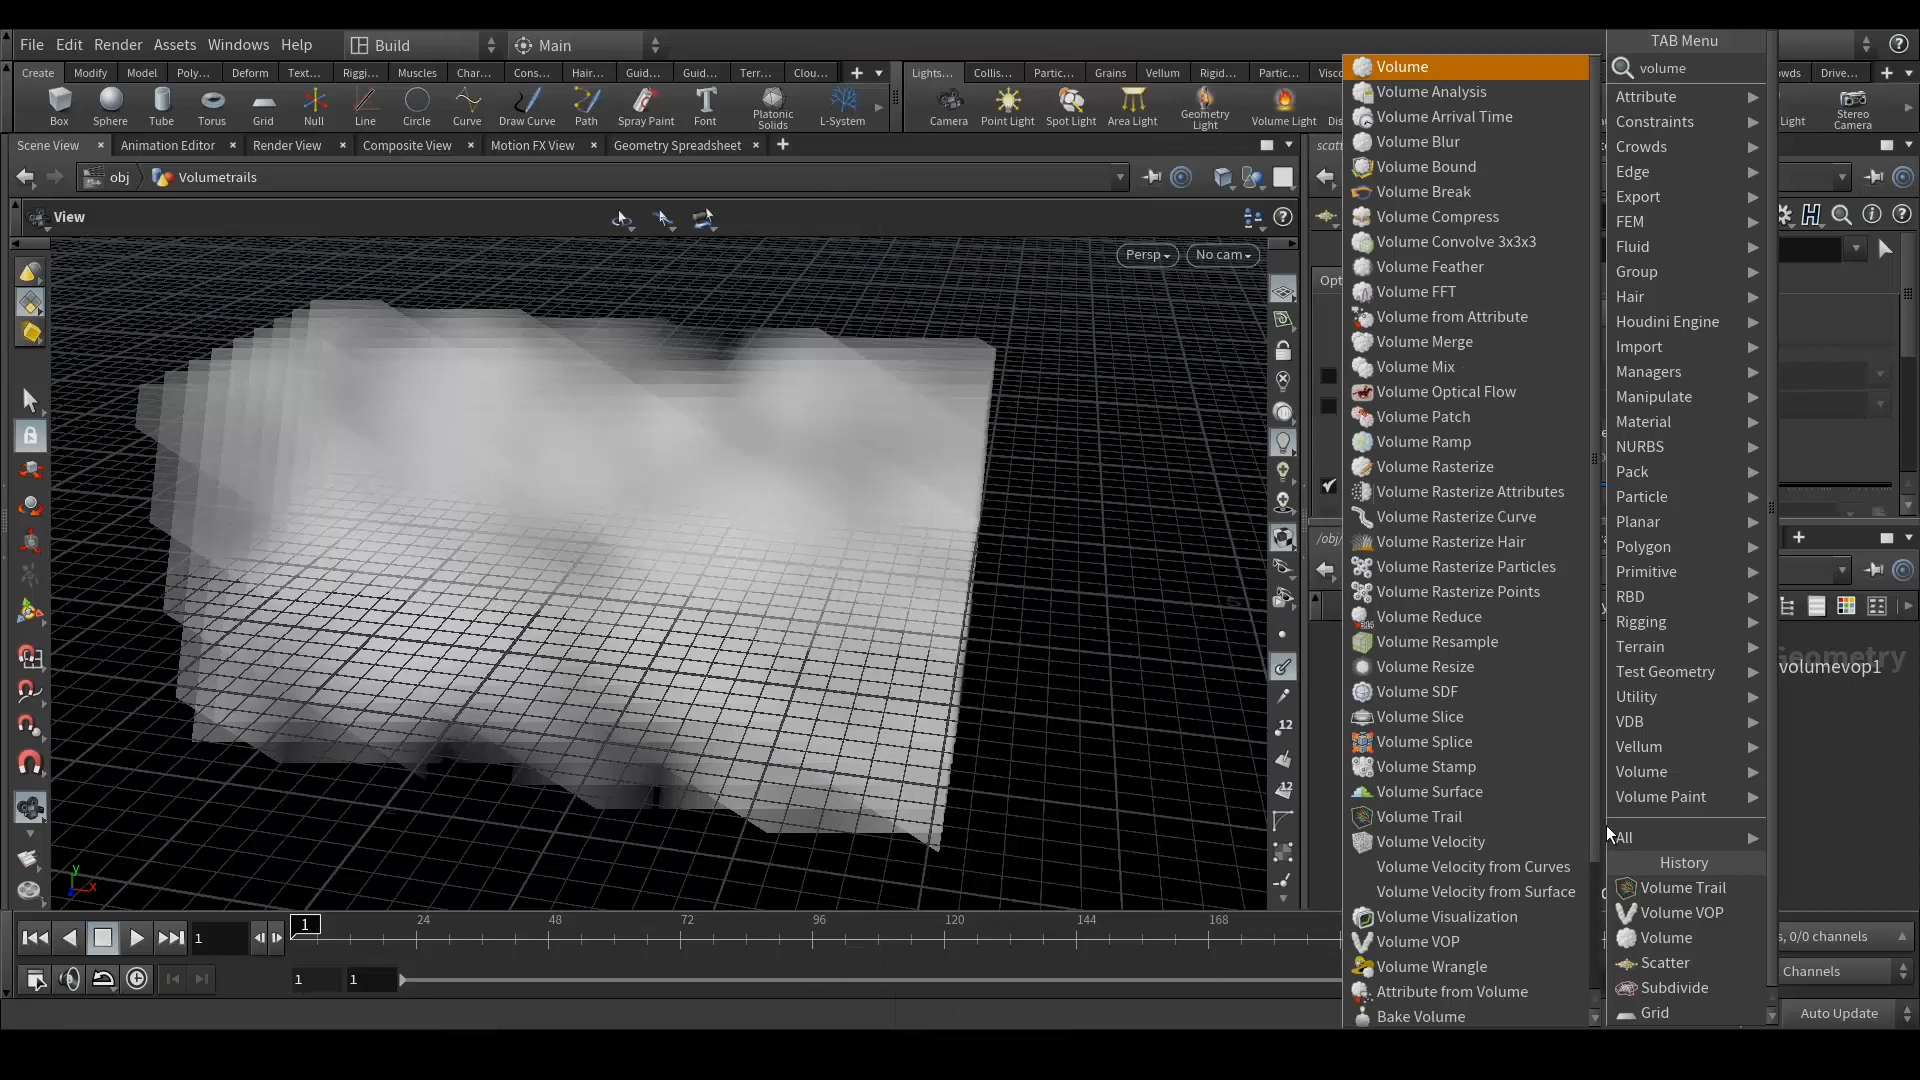 File Edit Render Assets Windows Help
Build
Main
Create Modify Model Poly... Deform Text... Riggi... Muscles Char... Cons... Hair... Guid... Guid... Terr... Clou...
Lights... Collis... Partic... Grains Vellum Rigid... Partic... Visco
Drive...
Box Sphere Tube Torus Grid Null Line Circle Curve Draw Curve Path Spray Paint Font Platonic Solids L-System
Camera Point Light Spot Light Area Light Geometry Light Volume Light
Light Stereo Camera
Scene View Animation Editor Render View Composite View Motion FX View Geometry Spreadsheet
obj Volumetrails
View
Persp No cam
12
12
y
x
TAB Menu
volume
Volume
Volume Analysis
Volume Arrival Time
Volume Blur
Volume Bound
Volume Break
Volume Compress
Volume Convolve 3x3x3
Volume Feather
Volume FFT
Volume from Attribute
Volume Merge
Volume Mix
Volume Optical Flow
Volume Patch
Volume Ramp
Volume Rasterize
Volume Rasterize Attributes
Volume Rasterize Curve
Volume Rasterize Hair
Volume Rasterize Particles
Volume Rasterize Points
Volume Reduce
Volume Resample
Volume Resize
Volume SDF
Volume Slice
Volume Splice
Volume Stamp
Volume Surface
Volume Trail
Volume Velocity
Volume Velocity from Curves
Volume Velocity from Surface
Volume Visualization
Volume VOP
Volume Wrangle
Attribute from Volume
Bake Volume
Attribute
Constraints
Crowds
Edge
Export
FEM
Fluid
Group
Hair
Houdini Engine
Import
Managers
Manipulate
Material
NURBS
Pack
Particle
Planar
Polygon
Primitive
RBD
Rigging
Terrain
Test Geometry
Utility
VDB
Vellum
Volume
Volume Paint
All
History
Volume Trail
Volume VOP
Volume
Scatter
Subdivide
Grid
/obj/
volumevop1
1 24 48 72 96 120 144 168
1
1 1
s, 0/0 channels
Channels
Auto Update